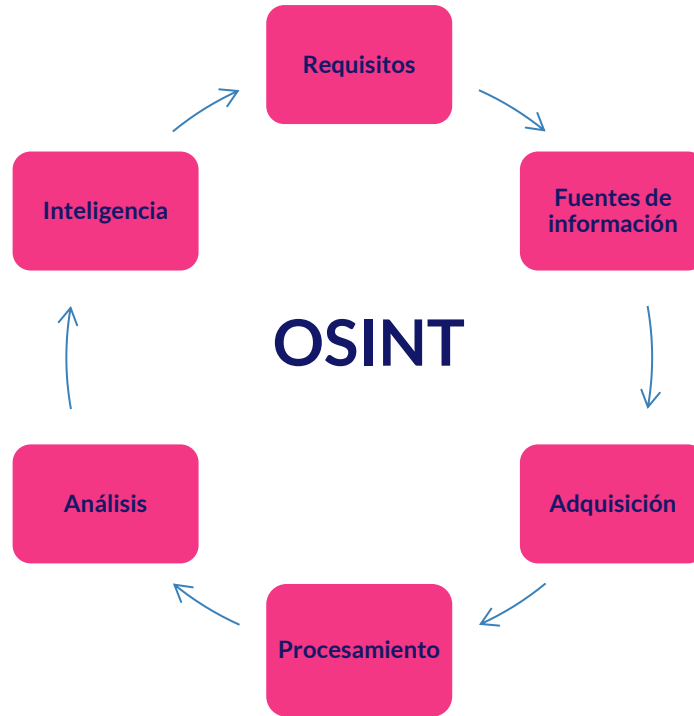 Requisitos
Fuentes de
información
Inteligencia
OSINT
Análisis
Adquisición
Procesamiento